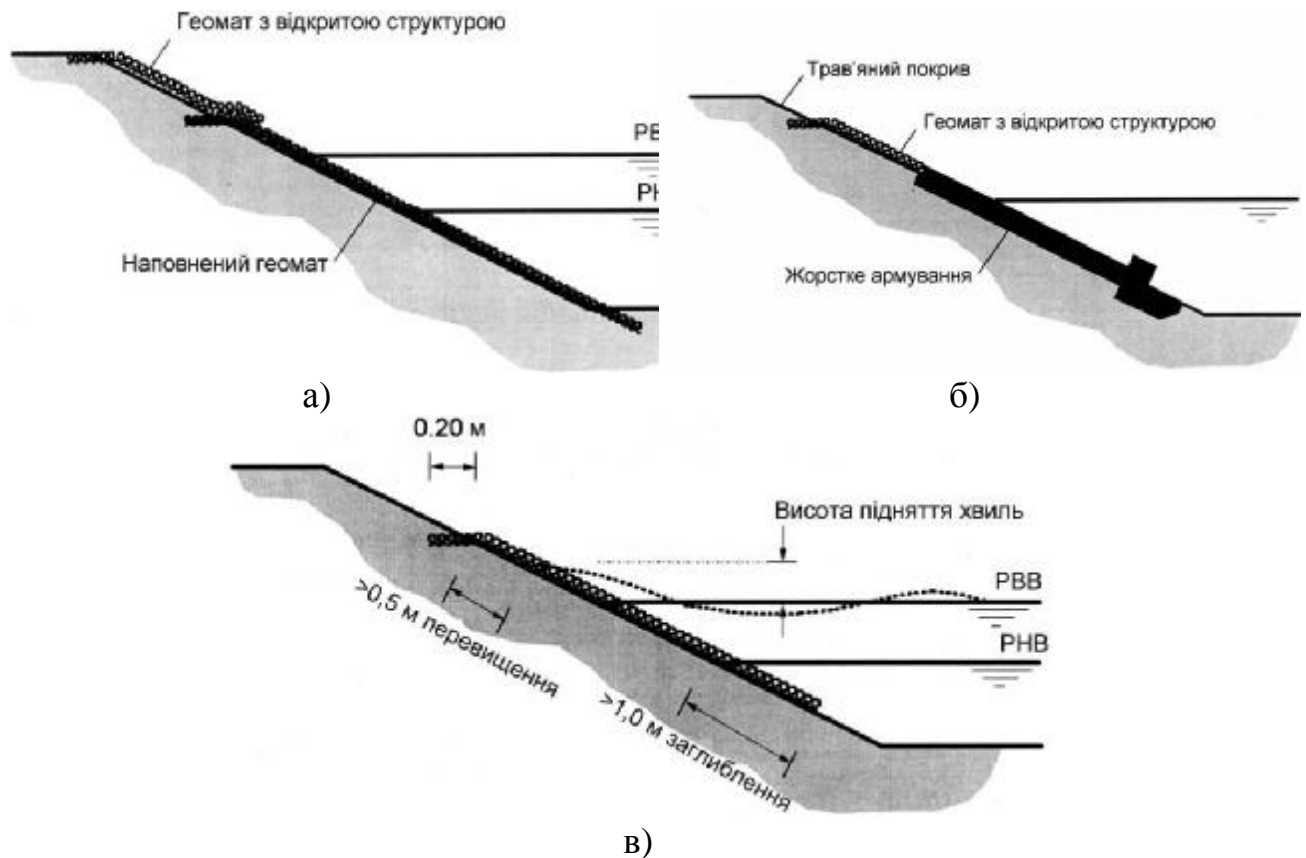 Геомат з відкритою структурою
РВ
РН
Наповнений геомат
а)
Трав'яний покрив
Геомат з відкритою структурою
Жорстке армування
б)
0.20 м
Висота підняття хвиль
РВВ
РНВ
>0,5 м перевищення
>1,0 м заглиблення
в)